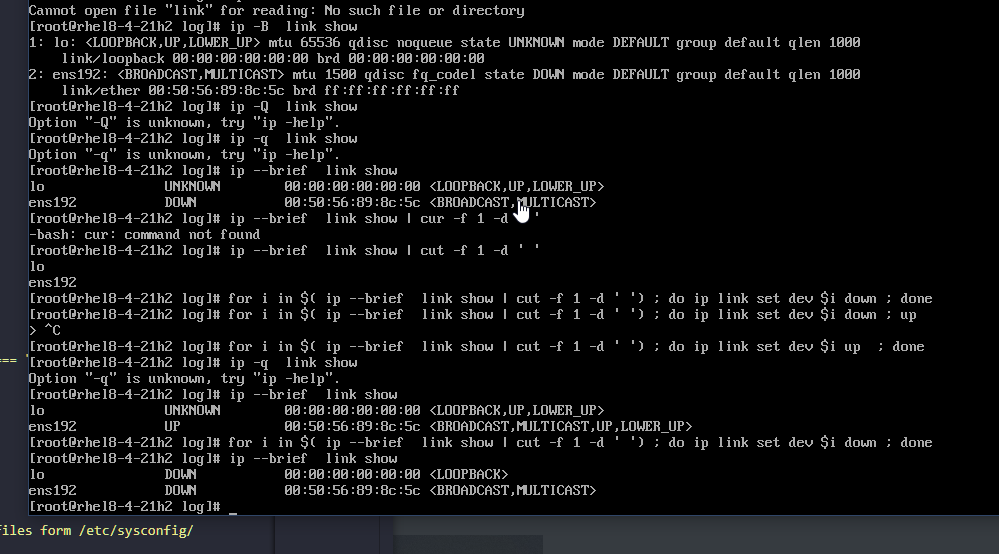 Cannot open file "link" for reading: No such file or directory
[root@rhel8-4-21h2 log]# ip -B  link show
1: lo: <LOOPBACK,UP,LOWER_UP> mtu 65536 qdisc noqueue state UNKNOWN mode DEFAULT group default qlen 1000
    link/loopback 00:00:00:00:00:00 brd 00:00:00:00:00:00
2: ens192: <BROADCAST,MULTICAST> mtu 1500 qdisc fq_codel state DOWN mode DEFAULT group default qlen 1000
    link/ether 00:50:56:89:8c:5c brd ff:ff:ff:ff:ff:ff
[root@rhel8-4-21h2 log]# ip -Q  link show
Option "-Q" is unknown, try "ip -help".
[root@rhel8-4-21h2 log]# ip -q  link show
Option "-q" is unknown, try "ip -help".
[root@rhel8-4-21h2 log]# ip --brief  link show
lo               UNKNOWN        00:00:00:00:00:00 <LOOPBACK,UP,LOWER_UP>
ens192           DOWN           00:50:56:89:8c:5c <BROADCAST,MULTICAST>
[root@rhel8-4-21h2 log]# ip --brief  link show | cur -f 1 -d ' '
-bash: cur: command not found
[root@rhel8-4-21h2 log]# ip --brief  link show | cut -f 1 -d ' '
lo
ens192
[root@rhel8-4-21h2 log]# for i in $( ip --brief  link show | cut -f 1 -d ' ') ; do ip link set dev $i down ; done
[root@rhel8-4-21h2 log]# for i in $( ip --brief  link show | cut -f 1 -d ' ') ; do ip link set dev $i down ; up
> ^C
[root@rhel8-4-21h2 log]# for i in $( ip --brief  link show | cut -f 1 -d ' ') ; do ip link set dev $i up  ; done
=== '
[root@rhel8-4-21h2 log]# ip -q  link show
Option "-q" is unknown, try "ip -help".
[root@rhel8-4-21h2 log]# ip --brief  link show
lo               UNKNOWN        00:00:00:00:00:00 <LOOPBACK,UP,LOWER_UP>
ens192           UP             00:50:56:89:8c:5c <BROADCAST,MULTICAST,UP,LOWER_UP>
[root@rhel8-4-21h2 log]# for i in $( ip --brief  link show | cut -f 1 -d ' ') ; do ip link set dev $i down ; done
[root@rhel8-4-21h2 log]# ip --brief  link show
lo               DOWN           00:00:00:00:00:00 <LOOPBACK>
ens192           DOWN           00:50:56:89:8c:5c <BROADCAST,MULTICAST>
[root@rhel8-4-21h2 log]# _
files form /etc/sysconfig/